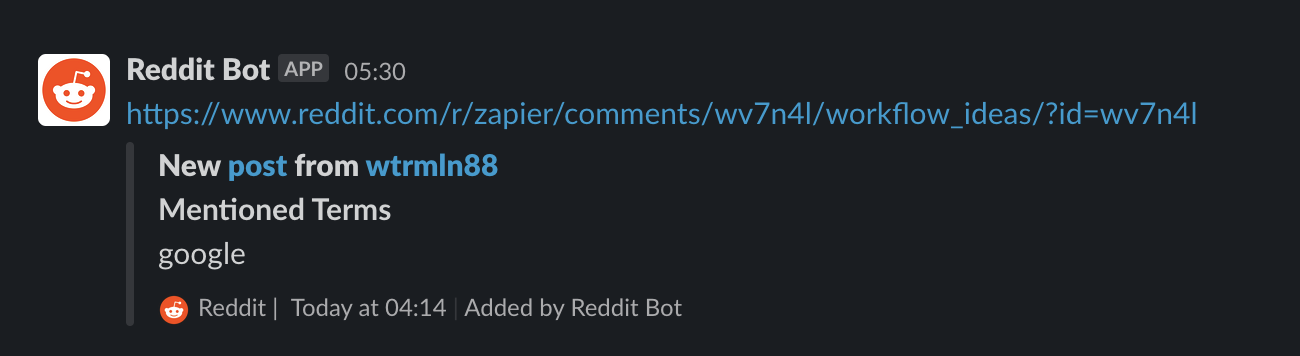 Reddit Bot APP 05:30
https://www.reddit.com/r/zapier/comments/wv7n4l/workflow_ideas/?id=wv7n4l
New post from wtrmln88
Mentioned Terms
google
Reddit | Today at 04:14 | Added by Reddit Bot